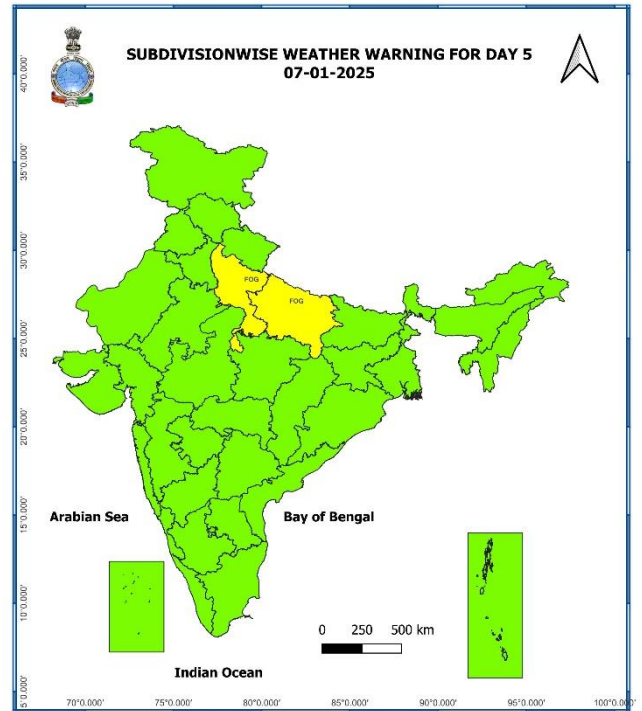 SUBDIVISIONWISE WEATHER WARNING FOR DAY 5
07-01-2025
40°0.000'
35°0.000'
30°0.000'
25°0.000'
20°0.000'
15°0.000'
10°0.000'
5°0.000'
FOG
FOG
Arabian Sea
Bay of Bengal
0 250 500 km
Indian Ocean
70°0.000' 75°0.000' 80°0.000' 85°0.000' 90°0.000' 95°0.000' 100°0.000'